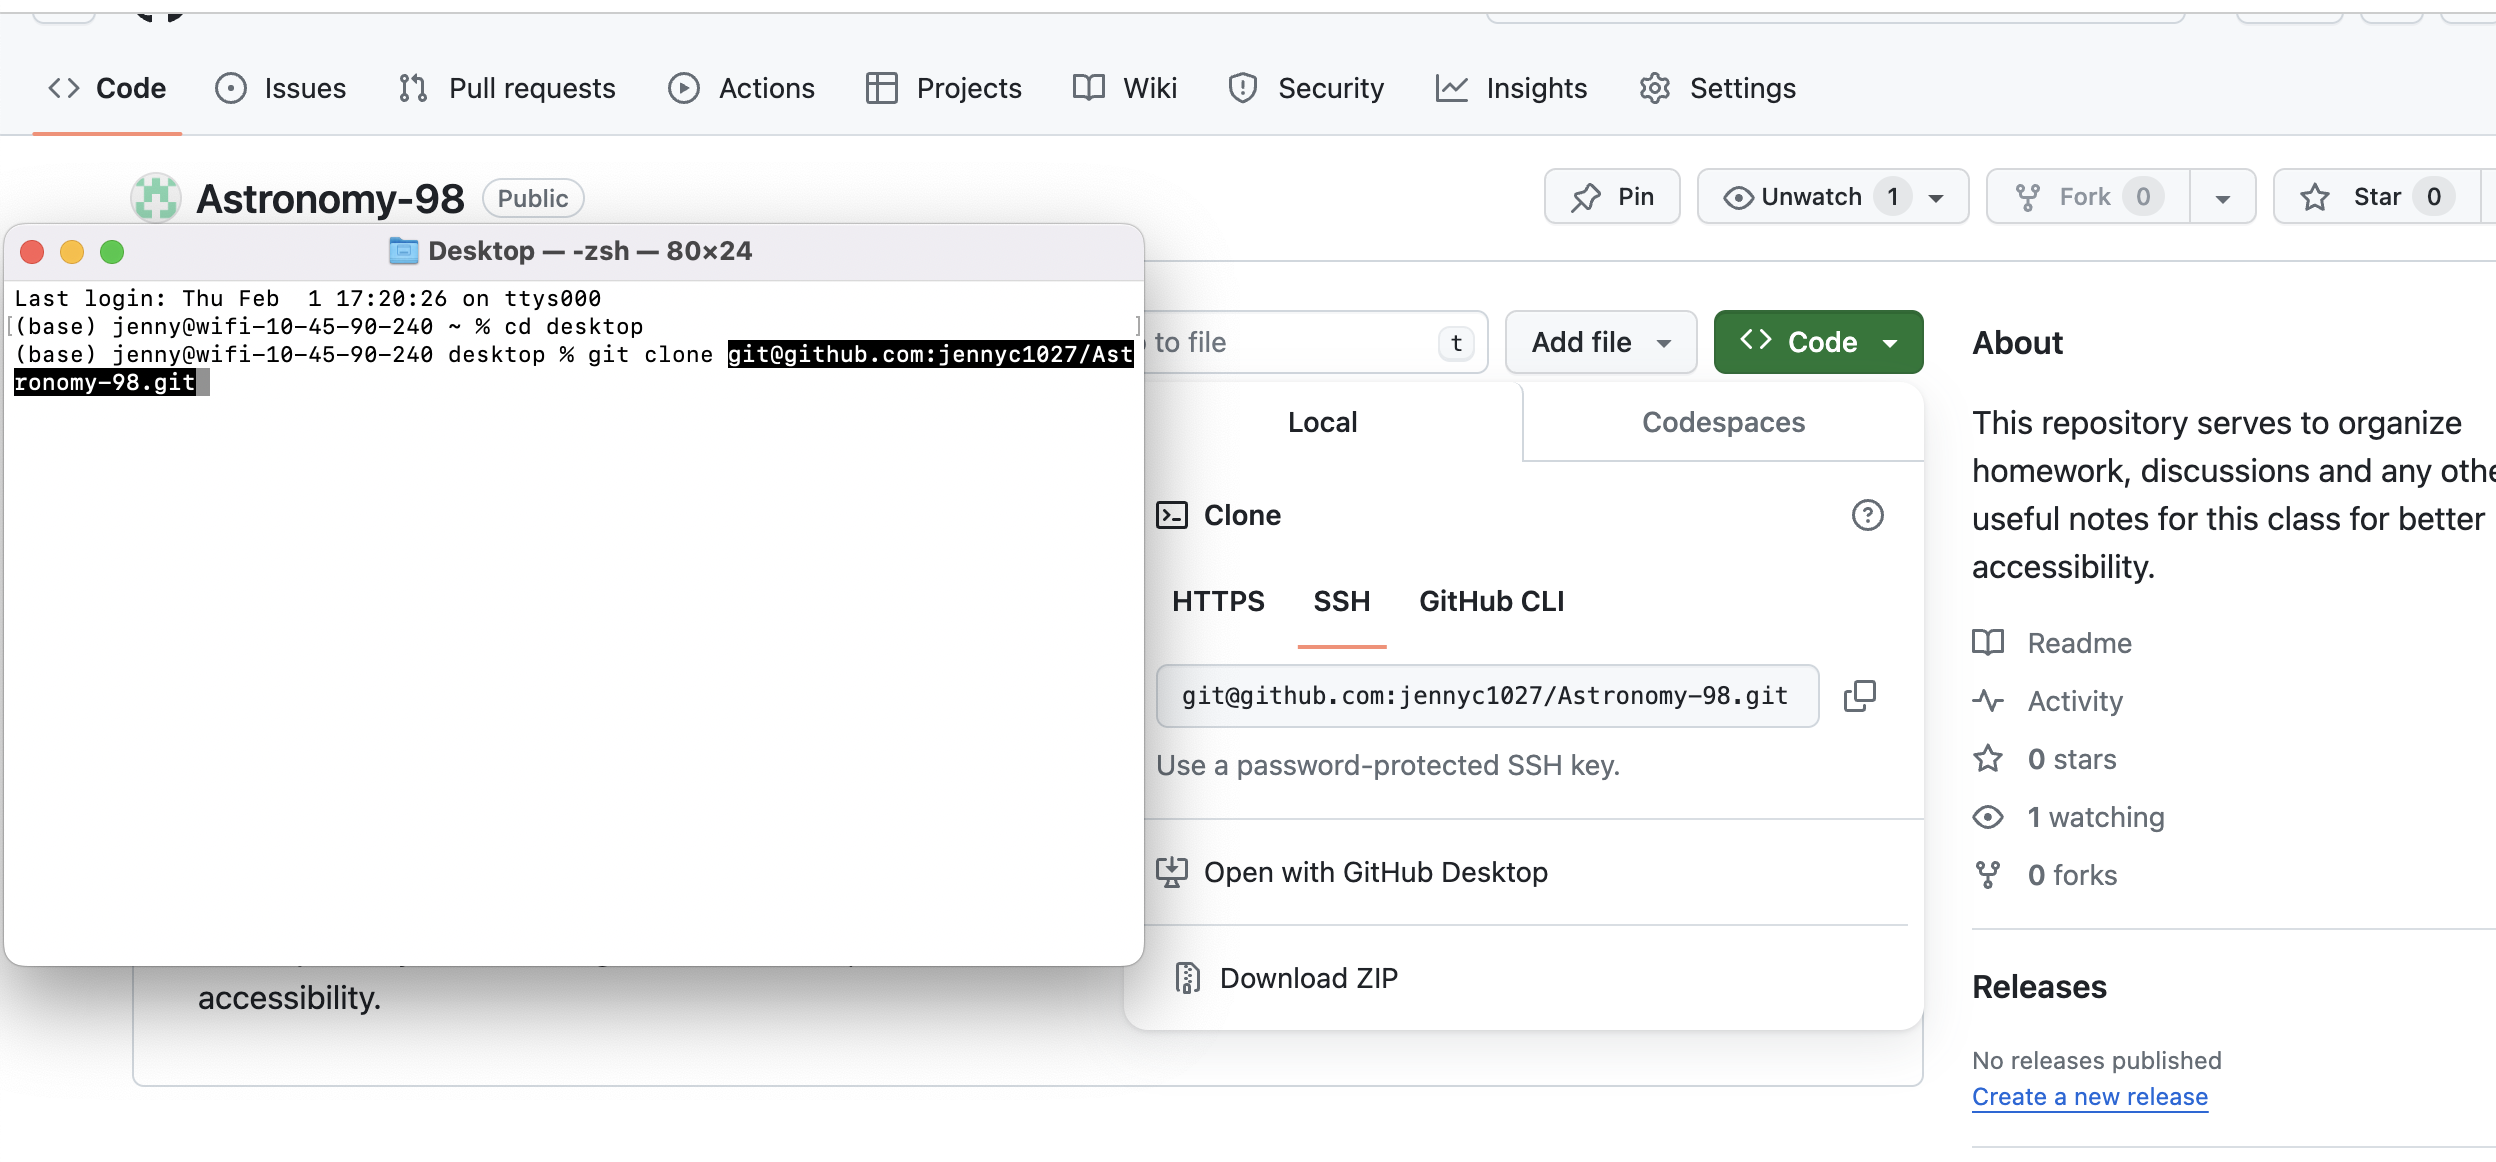 Code Issues Pull requests Actions Projects Wiki Security Insights Settings
Astronomy-98 Public
Pin Unwatch 1 Fork 0 Star 0
Desktop — -zsh — 80×24
Last login: Thu Feb  1 17:20:26 on ttys000
[(base) jenny@wifi-10-45-90-240 ~ % cd desktop ]
(base) jenny@wifi-10-45-90-240 desktop % git clone git@github.com:jennyc1027/Ast
ronomy-98.git
to file t Add file Code
Local Codespaces
Clone
HTTPS SSH GitHub CLI
git@github.com:jennyc1027/Astronomy-98.git
Use a password-protected SSH key.
Open with GitHub Desktop
Download ZIP
accessibility.
About
This repository serves to organize
homework, discussions and any othe
useful notes for this class for better
accessibility.
Readme
Activity
0 stars
1 watching
0 forks
Releases
No releases published
Create a new release